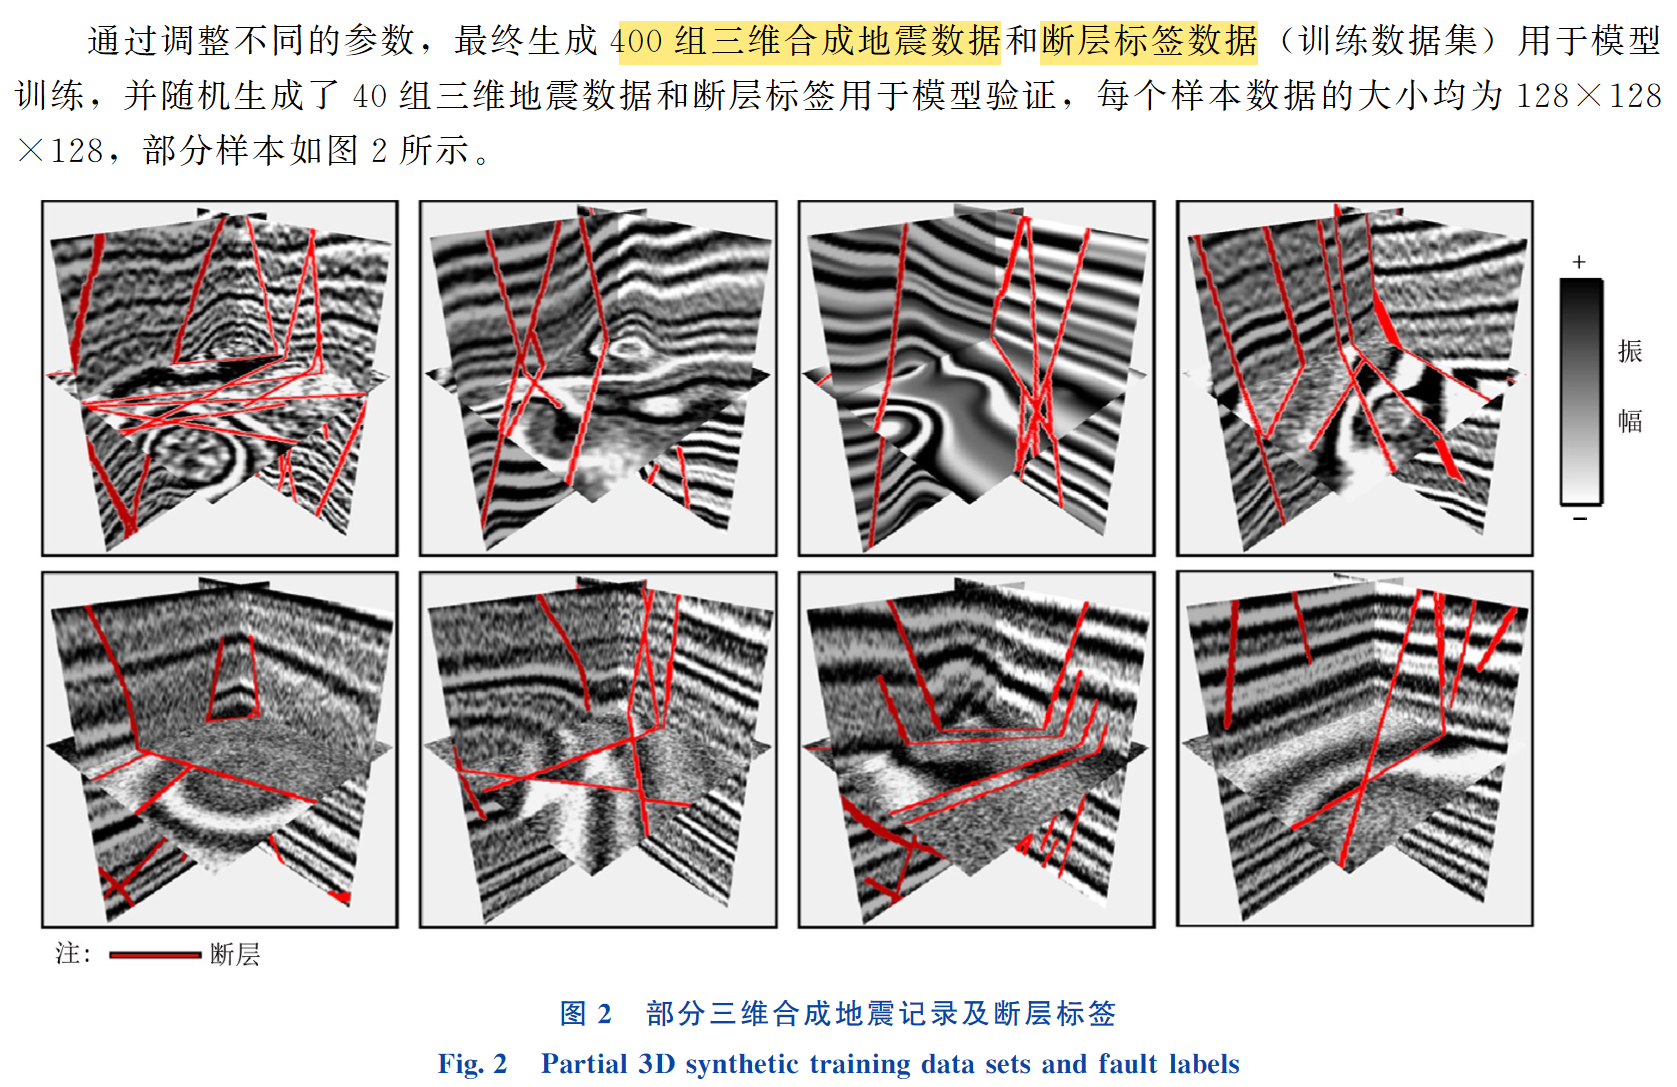 通过调整不同的参数，最终生成 400 组三维合成地震数据和断层标签数据（训练数据集）用于模型
训练，并随机生成了 40 组三维地震数据和断层标签用于模型验证，每个样本数据的大小均为 128×128
×128，部分样本如图 2 所示。
+
振
幅
−
注： 断层
图 2 部分三维合成地震记录及断层标签
Fig. 2 Partial 3D synthetic training data sets and fault labels